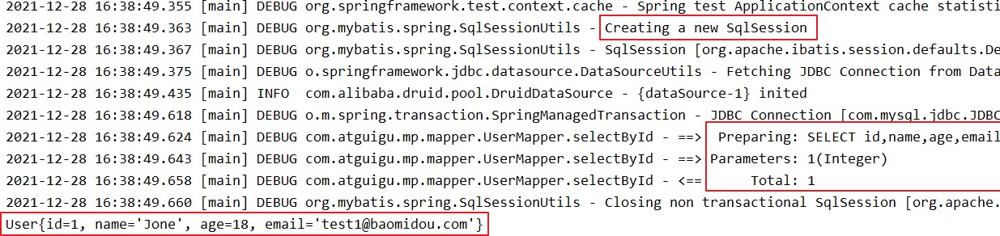 2021-12-28 16:38:49.355 [main] DEBUG org.springframework.test.context.cache - Spring test ApplicationContext cache statisti
2021-12-28 16:38:49.363 [main] DEBUG org.mybatis.spring.SqlSessionUtils - Creating a new SqlSession
2021-12-28 16:38:49.367 [main] DEBUG org.mybatis.spring.SqlSessionUtils - SqlSession [org.apache.ibatis.session.defaults.De
2021-12-28 16:38:49.375 [main] DEBUG o.springframework.jdbc.datasource.DataSourceUtils - Fetching JDBC Connection from Data
2021-12-28 16:38:49.435 [main] INFO  com.alibaba.druid.pool.DruidDataSource - {dataSource-1} inited
2021-12-28 16:38:49.618 [main] DEBUG o.m.spring.transaction.SpringManagedTransaction - JDBC Connection [com.mysql.jdbc.JDBC
2021-12-28 16:38:49.624 [main] DEBUG com.atguigu.mp.mapper.UserMapper.selectById - ==>  Preparing: SELECT id,name,age,email
2021-12-28 16:38:49.643 [main] DEBUG com.atguigu.mp.mapper.UserMapper.selectById - ==> Parameters: 1(Integer)
2021-12-28 16:38:49.658 [main] DEBUG com.atguigu.mp.mapper.UserMapper.selectById - <==      Total: 1
2021-12-28 16:38:49.660 [main] DEBUG org.mybatis.spring.SqlSessionUtils - Closing non transactional SqlSession [org.apache.
User{id=1, name='Jone', age=18, email='test1@baomidou.com'}